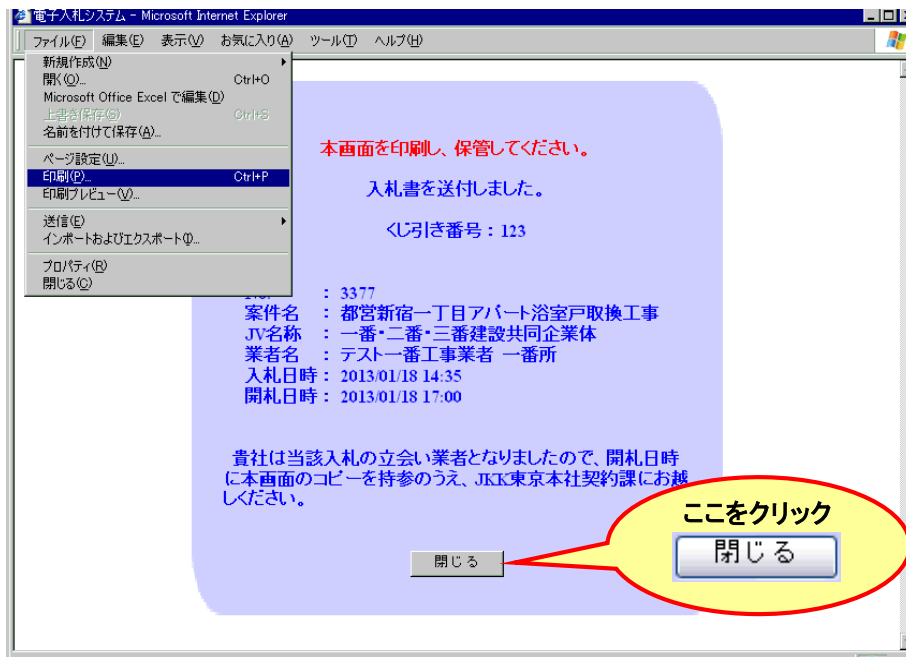 電子入札システム - Microsoft Internet Explorer
ファイル(F) 編集(E) 表示(V) お気に入り(A) ツール(T) ヘルプ(H)
新規作成(N)
開く(O)... Ctrl+O
Microsoft Office Excel で編集(D)
上書き保存(S) Ctrl+S
名前を付けて保存(A)...
ページ設定(U)...
印刷(P)... Ctrl+P
印刷プレビュー(V)...
送信(E)
インポートおよびエクスポート(I)...
プロパティ(R)
閉じる(C)
本画面を印刷し、保管してください。
入札書を送付しました。
くじ引き番号：123
： 3377
案件名 ： 都営新宿一丁目アパート浴室戸取換工事
JV名称 ： 一番・二番・三番建設共同企業体
業者名 ： テスト一番工事業者 一番所
入札日時： 2013/01/18 14:35
開札日時： 2013/01/18 17:00
貴社は当該入札の立会い業者となりましたので、開札日時
に本画面のコピーを持参のうえ、JKK東京本社契約課にお越
しください。
閉じる
ここをクリック
閉じる